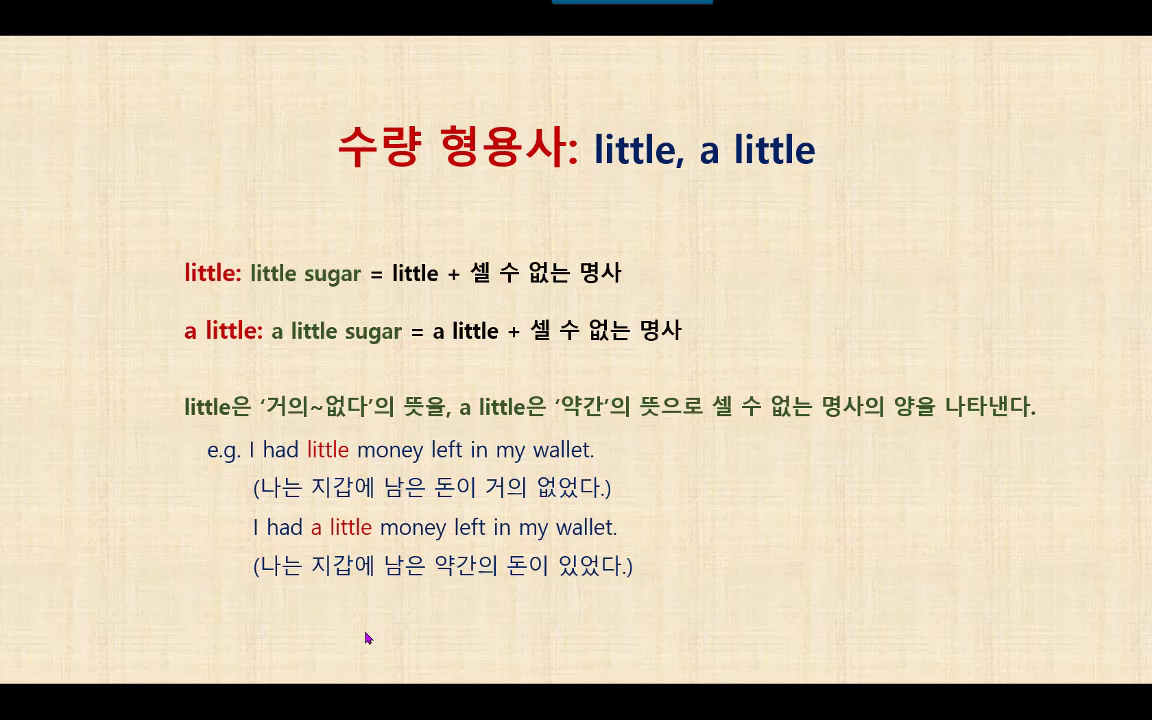 수량 형용사: little, a little
little: little sugar = little + 셀 수 없는 명사
a little: a little sugar = a little + 셀 수 없는 명사
little은 ‘거의~없다’의 뜻을, a little은 ‘약간’의 뜻으로 셀 수 없는 명사의 양을 나타낸다.
e.g. I had little money left in my wallet.
(나는 지갑에 남은 돈이 거의 없었다.)
I had a little money left in my wallet.
(나는 지갑에 남은 약간의 돈이 있었다.)